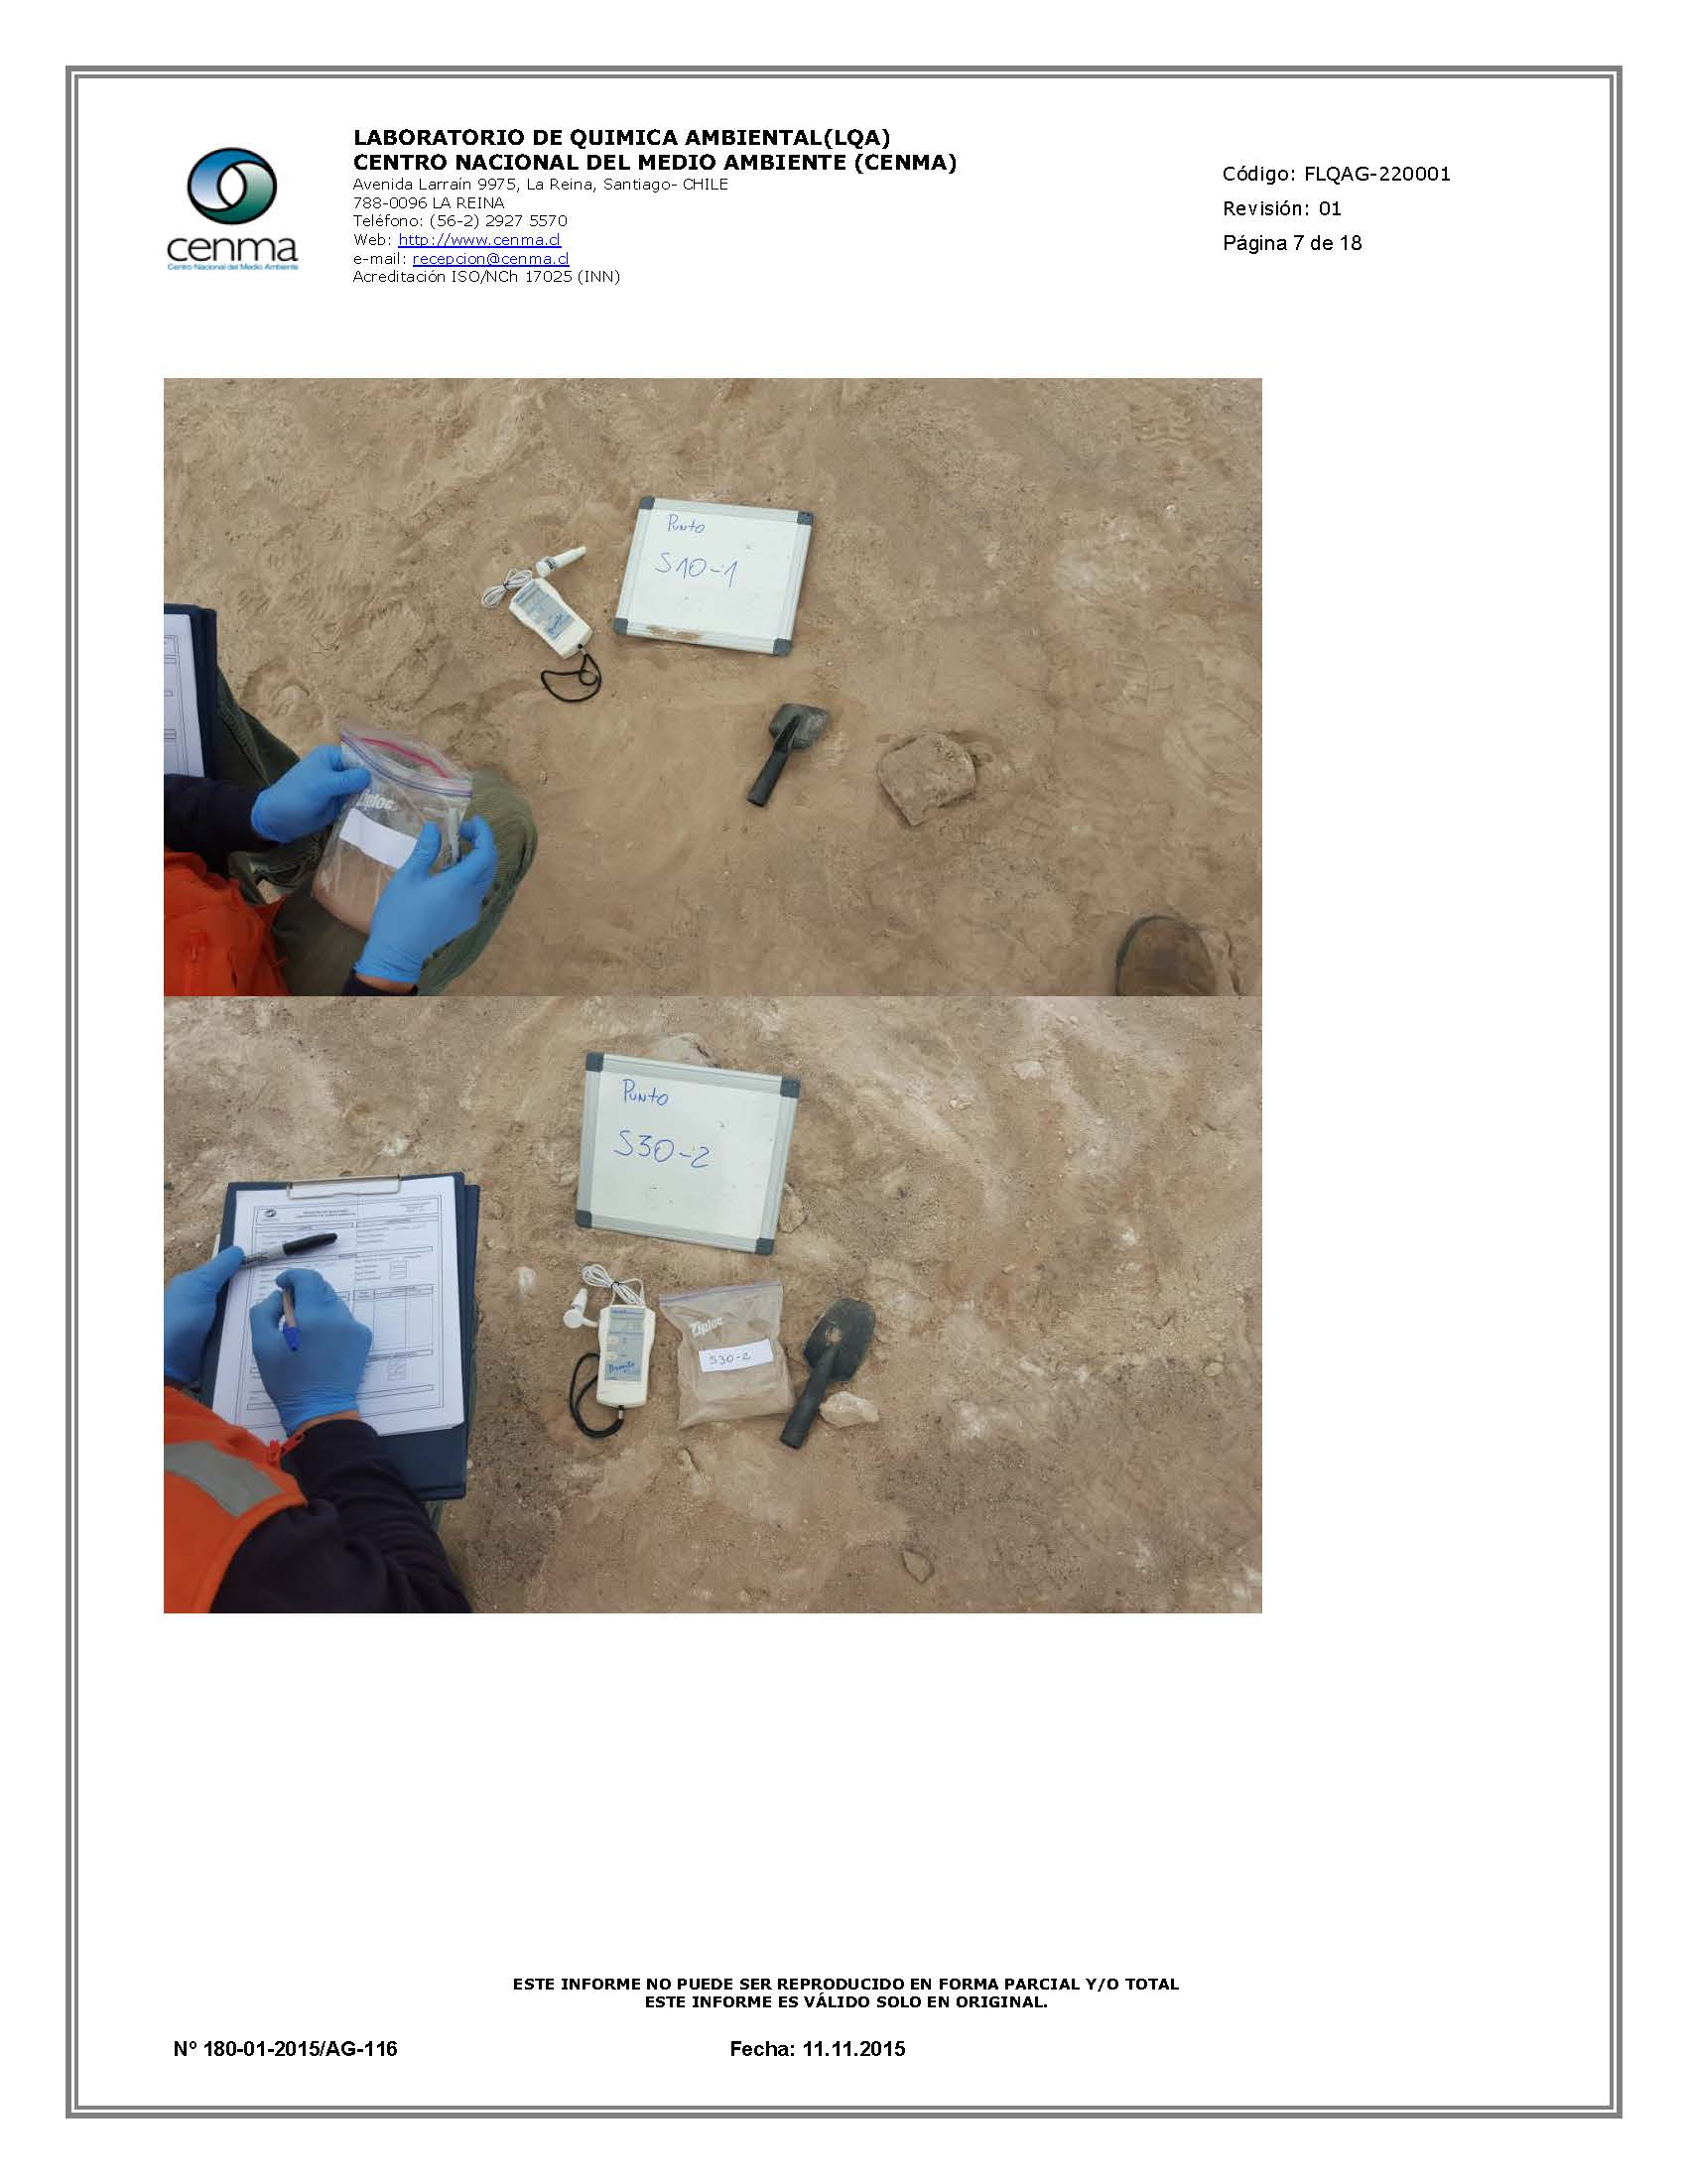 LABORATORIO DE QUIMICA AMBIENTAL(LQA)
CENTRO NACIONAL DEL MEDIO AMBIENTE (CENMA)
Avenida Larraín 9975, La Reina, Santiago- CHILE
788-0096 LA REINA
Teléfono: (56-2) 2927 5570
Web: http://www.cenma.cl
e-mail: recepcion@cenma.cl
Acreditación ISO/NCh 17025 (INN)
cenma
Centro Nacional del Medio Ambiente
Código: FLQAG-220001
Revisión: 01
Página 7 de 18
Punto
S10-1
Ziploc
Punto
S30-2
Ziploc
S30-2
ESTE INFORME NO PUEDE SER REPRODUCIDO EN FORMA PARCIAL Y/O TOTAL
ESTE INFORME ES VÁLIDO SOLO EN ORIGINAL.
Nº 180-01-2015/AG-116
Fecha: 11.11.2015